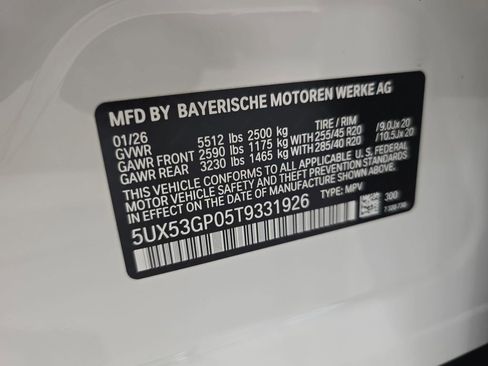 MFD BY BAYERISCHE MOTOREN WERKE AG
01/26 TIRE / RIM
GVWR 5512 lbs 2500 kg
GAWR FRONT 2590 lbs 1175 kg WITH 255/45 R20 /9.0Jx20
GAWR REAR 3230 lbs 1465 kg WITH 285/40 R20 /10.5Jx20
THIS VEHICLE CONFORMS TO ALL APPLICABLE U. S. FEDERAL
MOTOR VEHICLE SAFETY, BUMPER, AND THEFT PREVENTION STANDARDS
IN EFFECT ON THE DATE OF MANUFACTURE SHOWN ABOVE.
5UX53GP05T9331926 TYPE: MPV 300